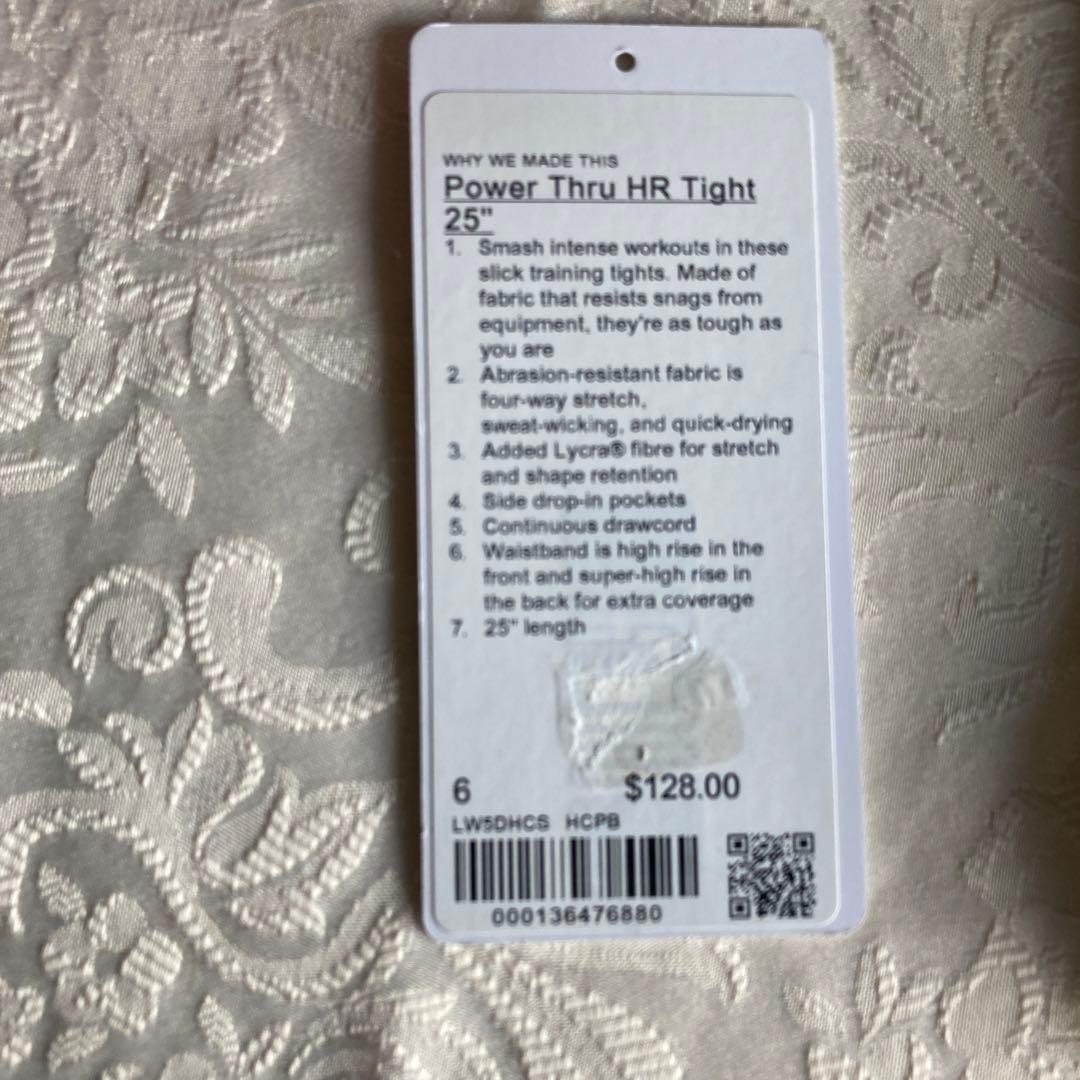 WHY WE MADE THIS
Power Thru HR Tight
25"
1. Smash intense workouts in these
slick training tights. Made of
fabric that resists snags from
equipment, they're as tough as
you are
2. Abrasion-resistant fabric is
four-way stretch,
sweat-wicking, and quick-drying
3. Added Lycra® fibre for stretch
and shape retention
4. Side drop-in pockets
5. Continuous drawcord
6. Waistband is high rise in the
front and super-high rise in
the back for extra coverage
7. 25" length
6 $128.00
LW5DHCS HCPB
000136476880